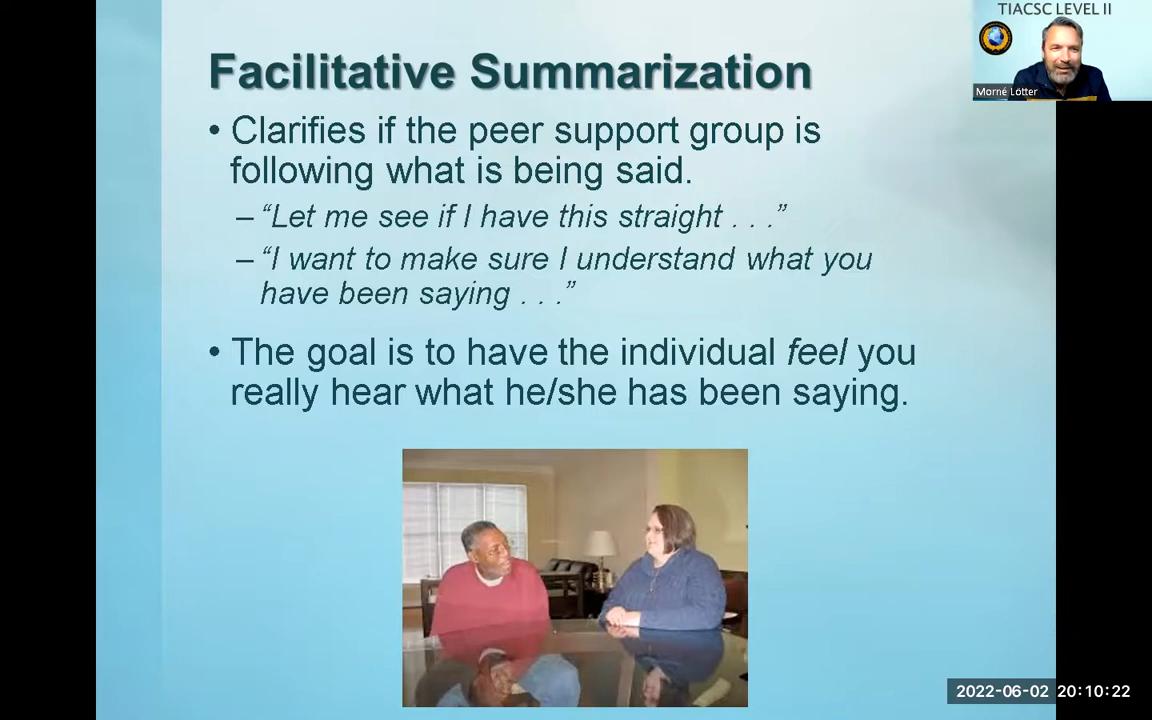 TIACSC LEVEL II
Morné Lötter
Facilitative Summarization
• Clarifies if the peer support group is
following what is being said.
– “Let me see if I have this straight . . .”
– “I want to make sure I understand what you
have been saying . . .”
• The goal is to have the individual feel you
really hear what he/she has been saying.
2022-06-02 20:10:22